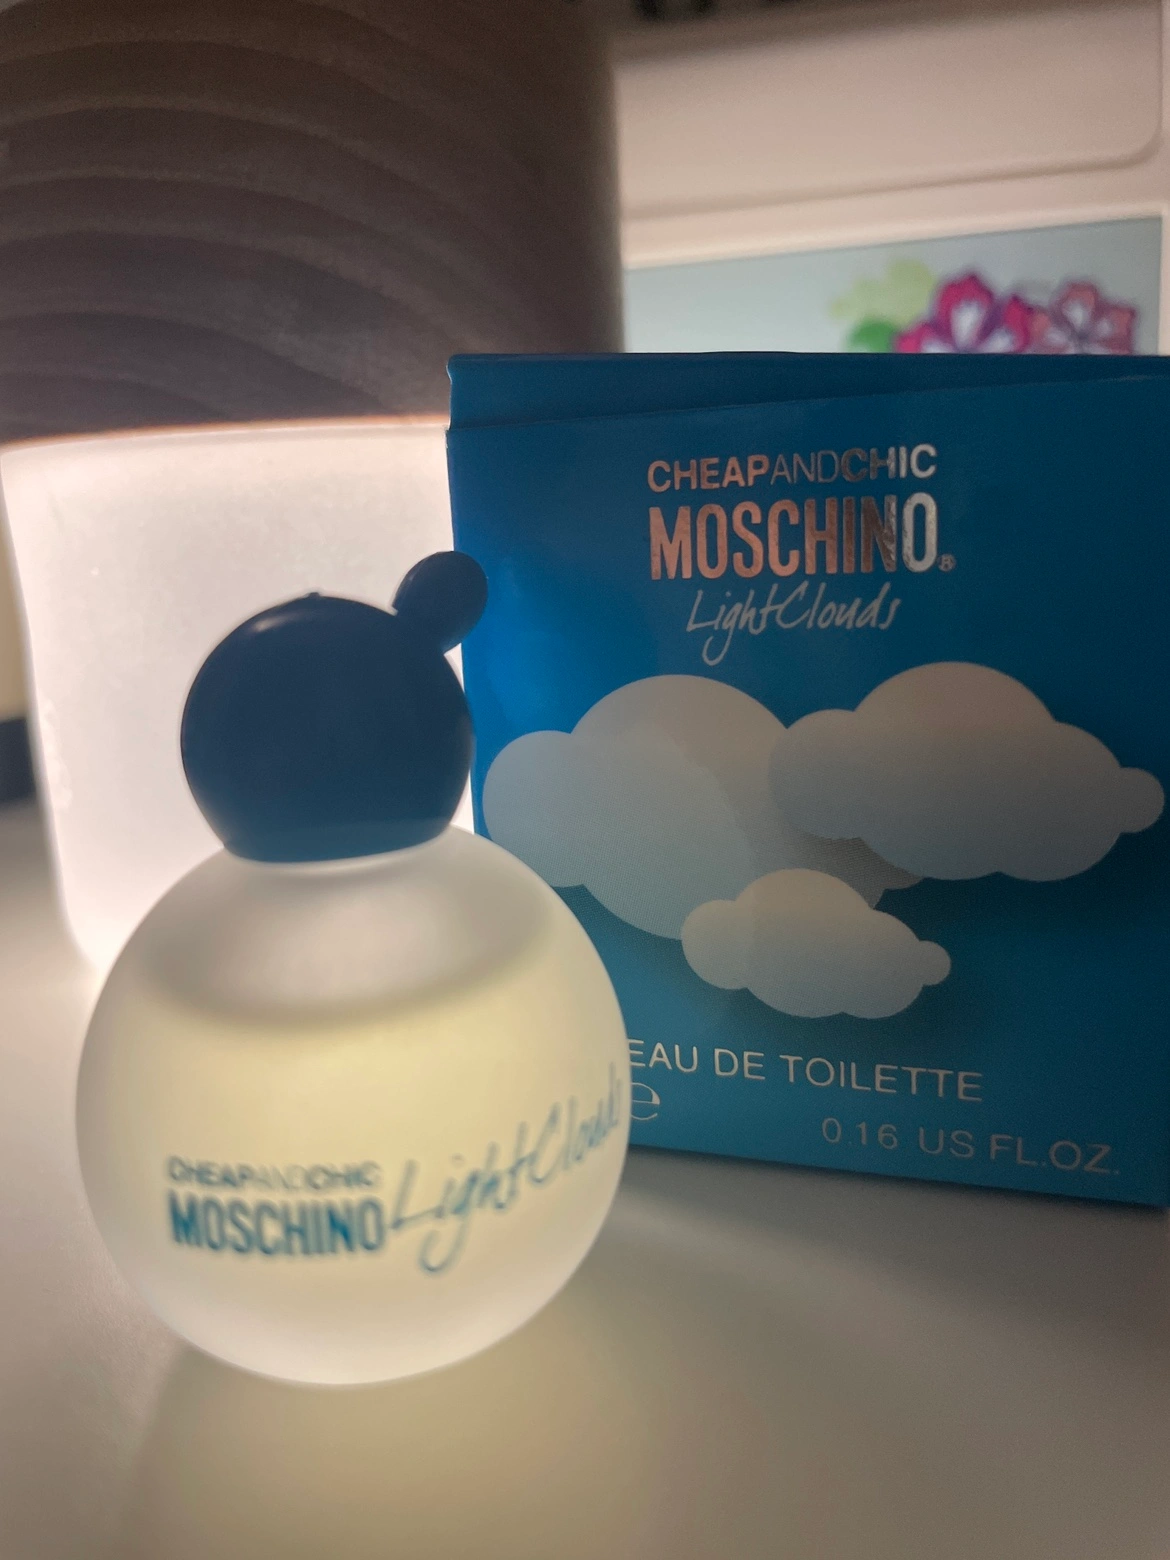 CHEAPANDCHIC
MOSCHINO®
LightClouds
EAU DE TOILETTE
e
0.16 US FL.OZ.
CHEAPANDCHIC
MOSCHINO LightClouds